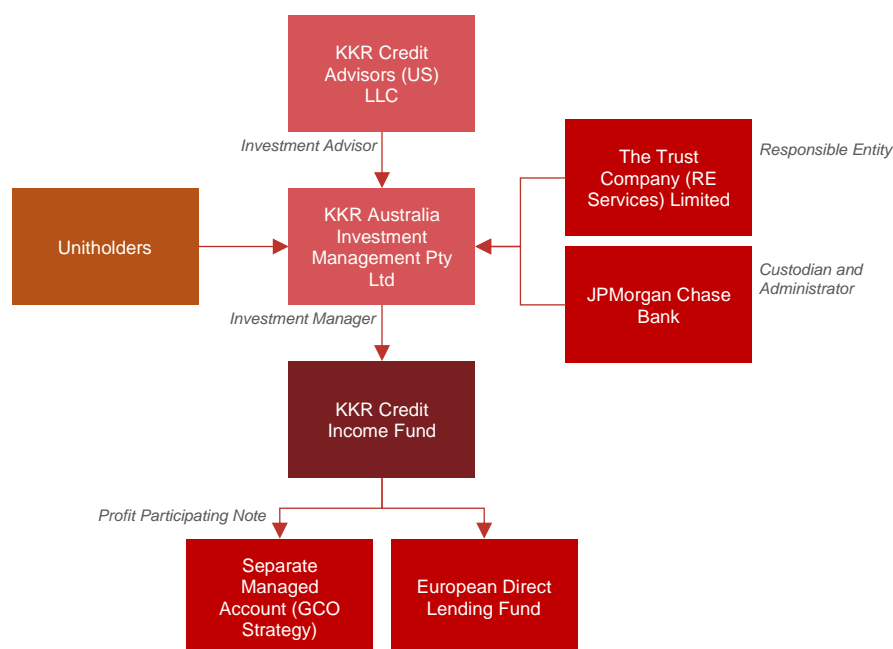 KKR Credit
Advisors (US)
LLC
Investment Advisor
The Trust
Company (RE
Services) Limited
Responsible Entity
Unitholders
KKR Australia
Investment
Management Pty
Ltd
JPMorgan Chase
Bank
Custodian and
Administrator
Investment Manager
KKR Credit
Income Fund
Profit Participating Note
Separate
Managed
Account (GCO
Strategy)
European Direct
Lending Fund